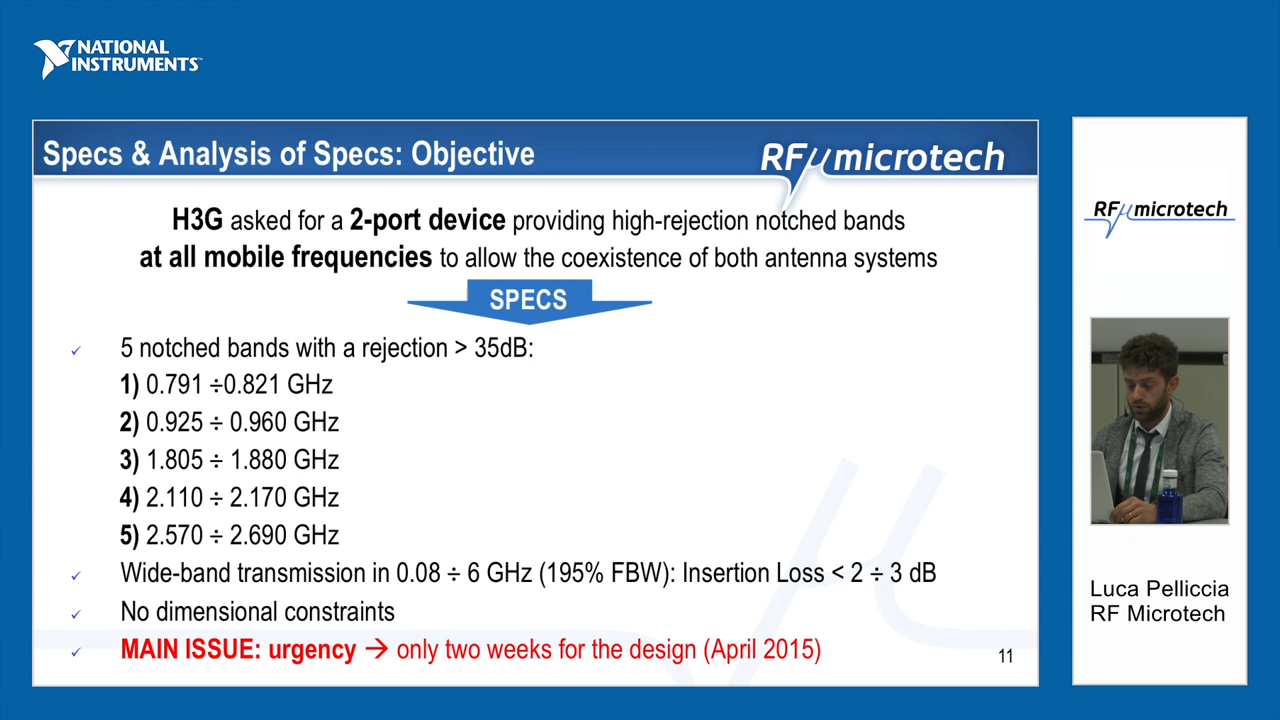 NATIONAL
INSTRUMENTS™
Specs & Analysis of Specs: Objective
RFμmicrotech
H3G asked for a 2-port device providing high-rejection notched bands
at all mobile frequencies to allow the coexistence of both antenna systems
SPECS
✓ 5 notched bands with a rejection > 35dB:
1) 0.791 ÷0.821 GHz
2) 0.925 ÷ 0.960 GHz
3) 1.805 ÷ 1.880 GHz
4) 2.110 ÷ 2.170 GHz
5) 2.570 ÷ 2.690 GHz
✓ Wide-band transmission in 0.08 ÷ 6 GHz (195% FBW): Insertion Loss < 2 ÷ 3 dB
✓ No dimensional constraints
✓ MAIN ISSUE: urgency → only two weeks for the design (April 2015)
11
RFμmicrotech
Luca Pelliccia
RF Microtech